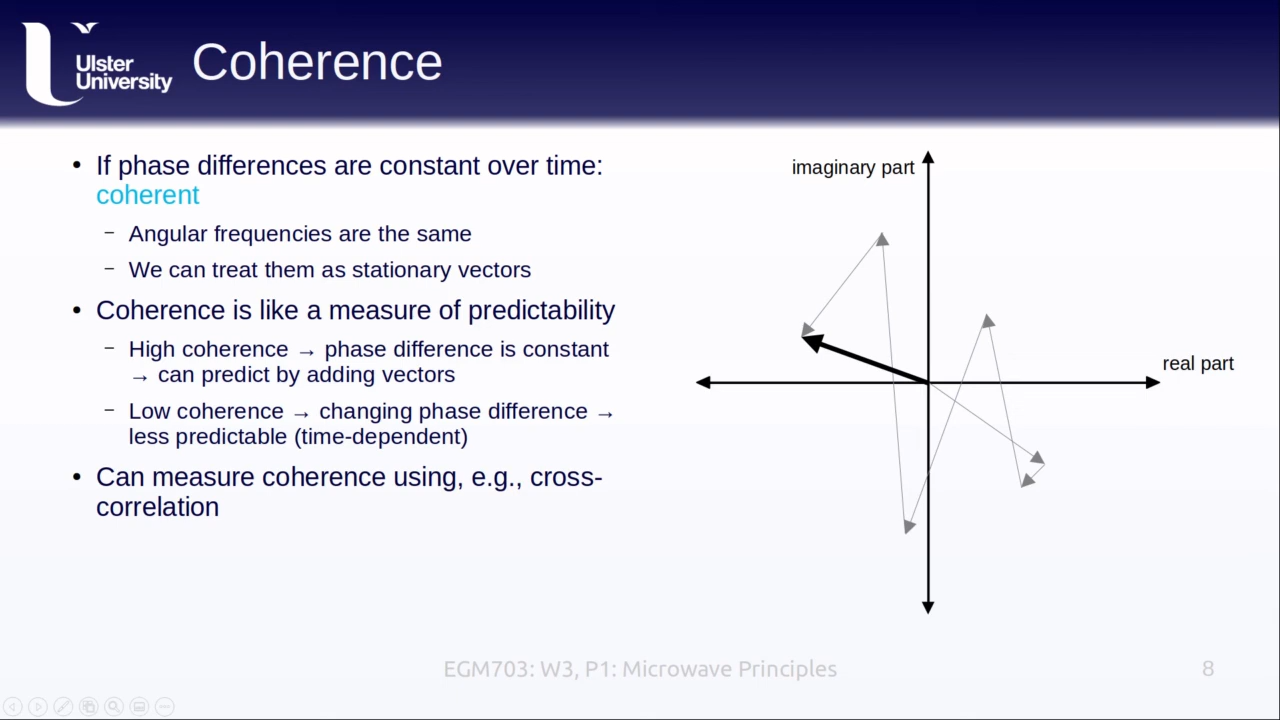 Ulster
University
Coherence
• If phase differences are constant over time:
coherent
– Angular frequencies are the same
– We can treat them as stationary vectors
• Coherence is like a measure of predictability
– High coherence → phase difference is constant
→ can predict by adding vectors
– Low coherence → changing phase difference →
less predictable (time-dependent)
• Can measure coherence using, e.g., cross-
correlation
imaginary part
real part
EGM703: W3, P1: Microwave Principles
8